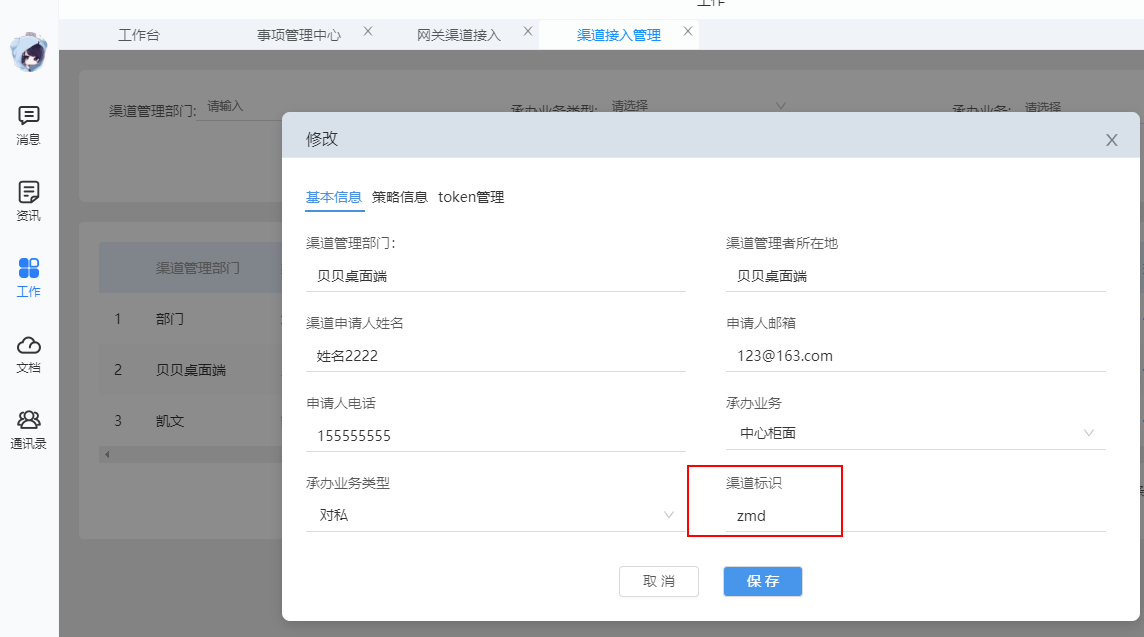 工作
工作台 事项管理中心 网关渠道接入 渠道接入管理
渠道管理部门: 请输入 承办业务类型: 请选择 承办业务: 请选择
修改
消息
基本信息 策略信息 token管理
资讯
渠道管理部门: 渠道管理者所在地
渠道管理部门
贝贝桌面端 贝贝桌面端
工作
1 部门
渠道申请人姓名 申请人邮箱
姓名2222 123@163.com
文档
2 贝贝桌面端
申请人电话 承办业务
3 凯文
155555555 中心柜面
通讯录
承办业务类型 渠道标识
对私 zmd
取 消 保 存